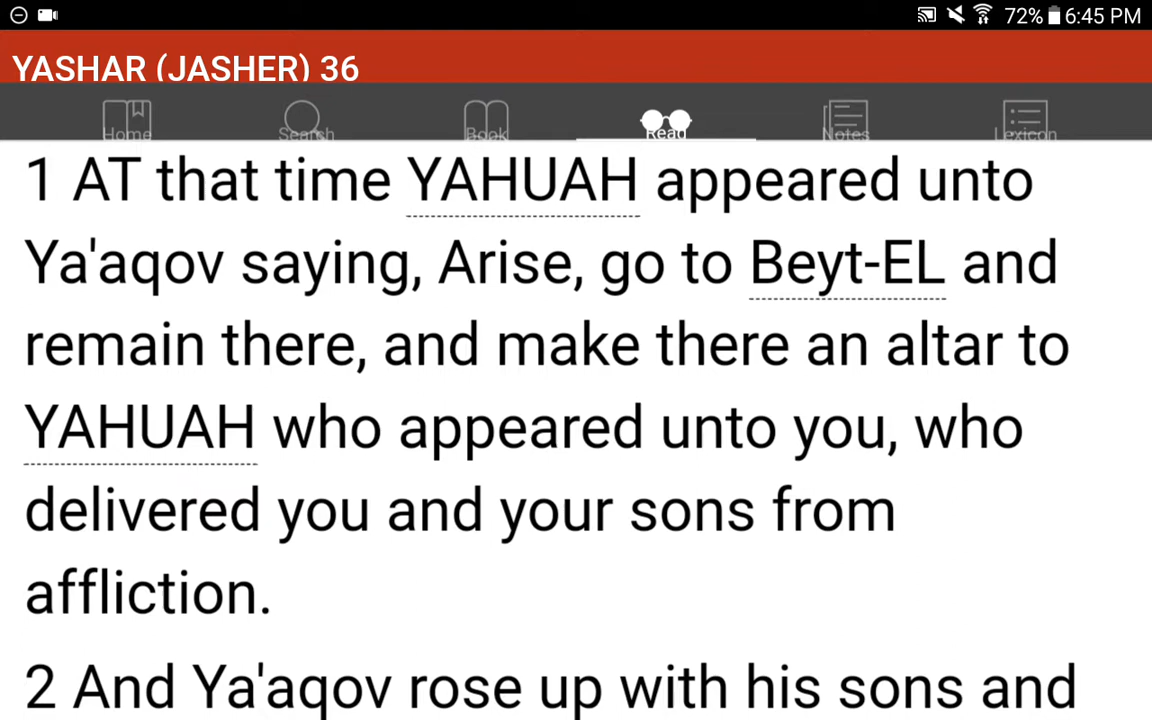 72% 6:45 PM
YASHAR (JASHER) 36
Home Search Book Read Notes Lexicon
1 AT that time YAHUAH appeared unto
Ya'aqov saying, Arise, go to Beyt-EL and
remain there, and make there an altar to
YAHUAH who appeared unto you, who
delivered you and your sons from
affliction.
2 And Ya'aqov rose up with his sons and